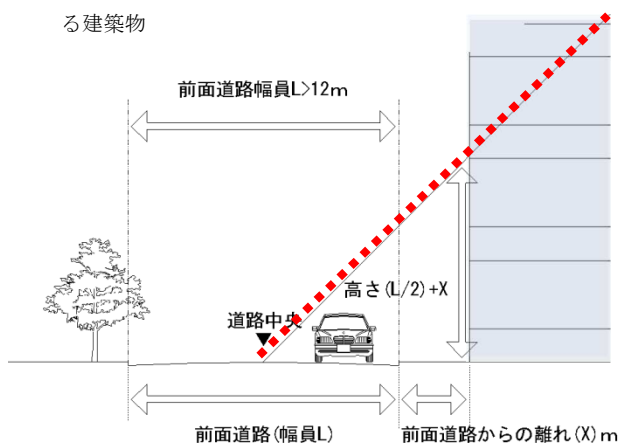 る建築物
前面道路幅員L>12m
高さ(L/2)+X
道路中央
前面道路(幅員L)
前面道路からの離れ(X)m